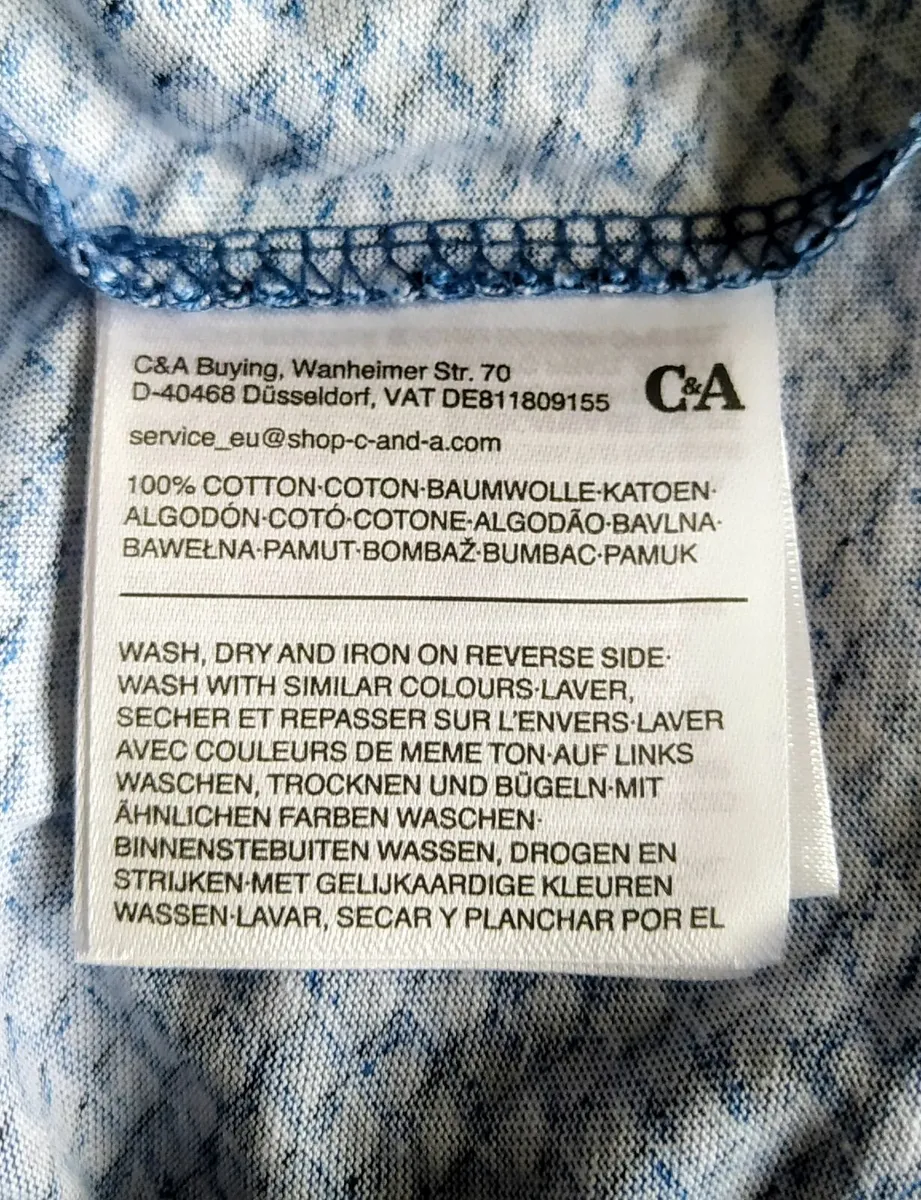 C&A Buying, Wanheimer Str. 70
D-40468 Düsseldorf, VAT DE811809155
C&A
service_eu@shop-c-and-a.com
100% COTTON·COTON·BAUMWOLLE·KATOEN·
ALGODÓN·COTÓ·COTONE·ALGODÃO·BAVLNA·
BAWEŁNA·PAMUT·BOMBAŽ·BUMBAC·PAMUK
WASH, DRY AND IRON ON REVERSE SIDE·
WASH WITH SIMILAR COLOURS·LAVER,
SECHER ET REPASSER SUR L'ENVERS·LAVER
AVEC COULEURS DE MEME TON·AUF LINKS
WASCHEN, TROCKNEN UND BÜGELN·MIT
ÄHNLICHEN FARBEN WASCHEN·
BINNENSTEBUITEN WASSEN, DROGEN EN
STRIJKEN·MET GELIJKAARDIGE KLEUREN
WASSEN·LAVAR, SECAR Y PLANCHAR POR EL